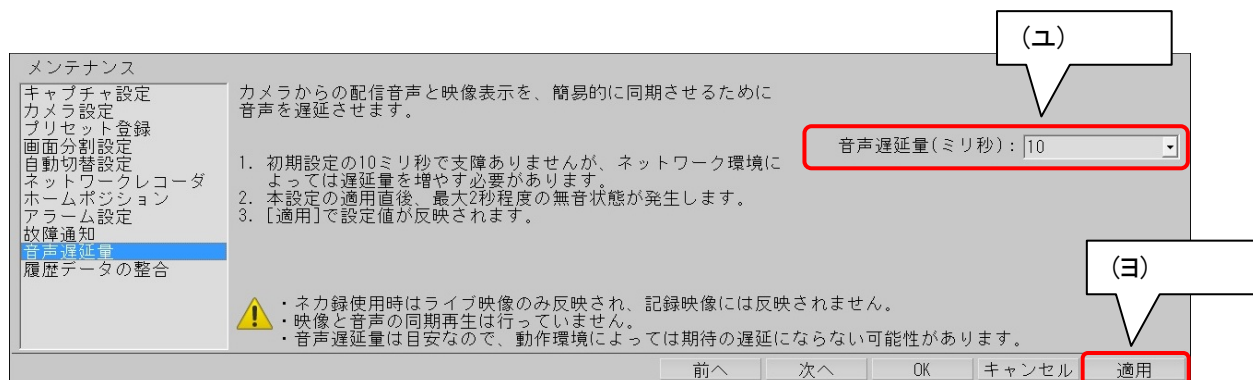 (ユ)
メンテナンス
キャプチャ設定
カメラ設定
プリセット登録
画面分割設定
自動切替設定
ネットワークレコーダ
ホームポジション
アラーム設定
故障通知
音声遅延量
履歴データの整合
カメラからの配信音声と映像表示を、簡易的に同期させるために
音声を遅延させます。
音声遅延量(ミリ秒)：10
1. 初期設定の10ミリ秒で支障ありませんが、ネットワーク環境に
よっては遅延量を増やす必要があります。
2. 本設定の適用直後、最大2秒程度の無音状態が発生します。
3. [適用]で設定値が反映されます。
(ヨ)
・ネカ録使用時はライブ映像のみ反映され、記録映像には反映されません。
・映像と音声の同期再生は行っていません。
・音声遅延量は目安なので、動作環境によっては期待の遅延にならない可能性があります。
前へ 次へ OK キャンセル 適用